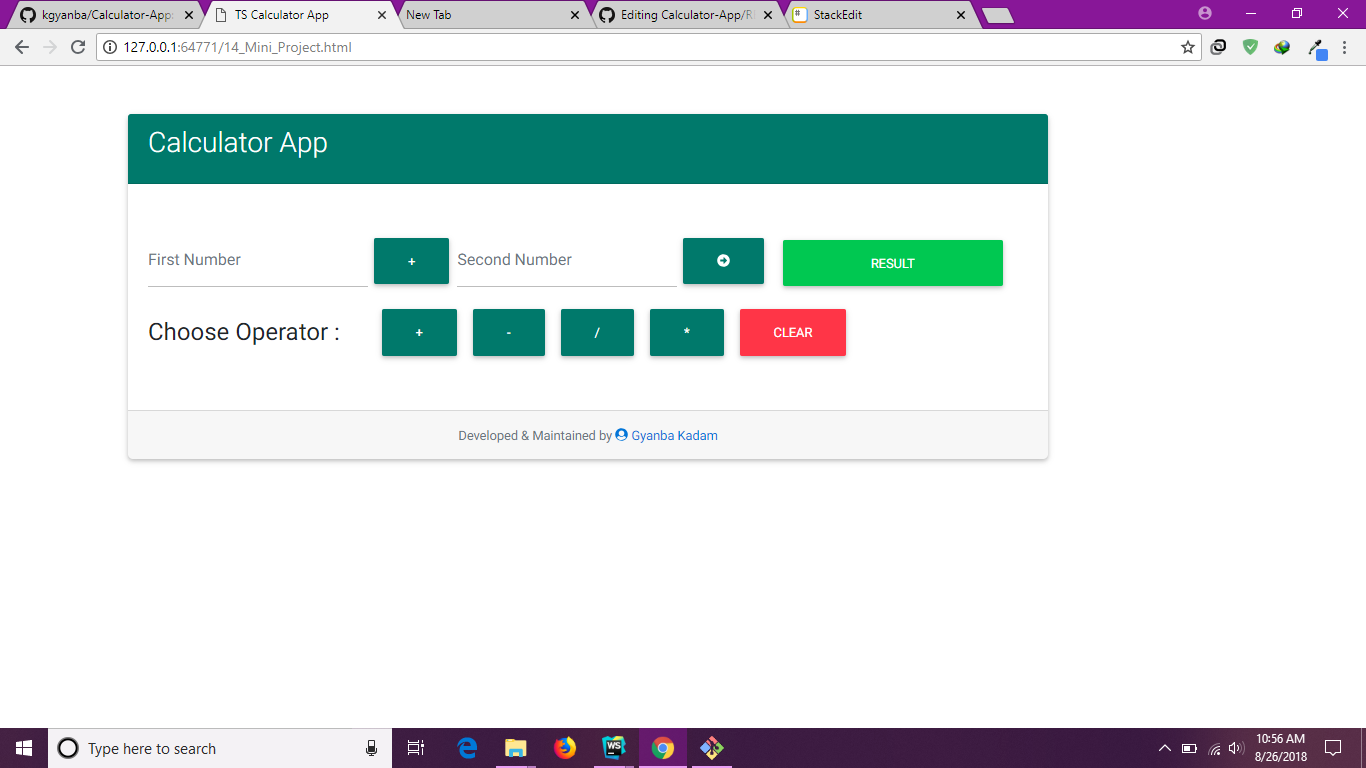 kgyanba/Calculator-App:
TS Calculator App
New Tab
Editing Calculator-App/R
StackEdit
127.0.0.1:64771/14_Mini_Project.html
Calculator App
First Number
+
Second Number
RESULT
Choose Operator :
+
-
/
*
CLEAR
Developed & Maintained by Gyanba Kadam
Type here to search
WS
10:56 AM
8/26/2018